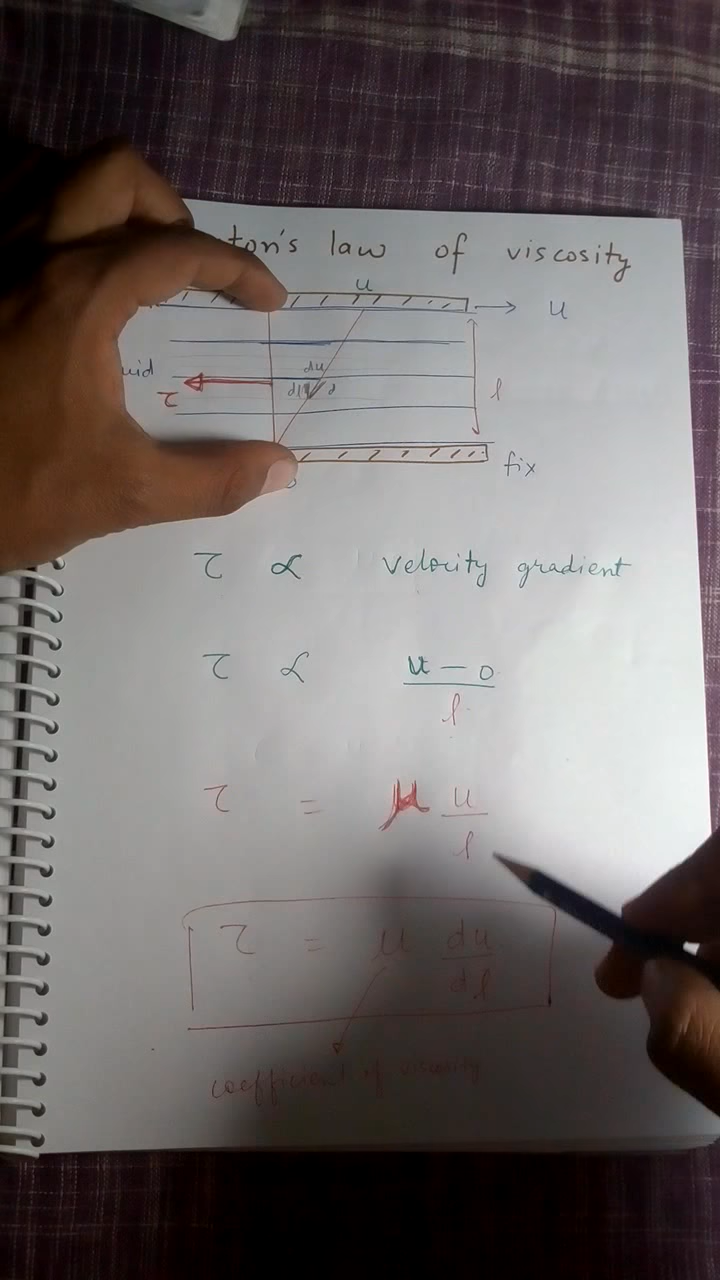 ton's law of viscosity
u
u
uid
du
τ
dl
l
fix
τ ∝ velocity gradient
τ ∝ u - 0 / l
τ = μ u / l
τ = μ du / dl
coefficient of viscosity